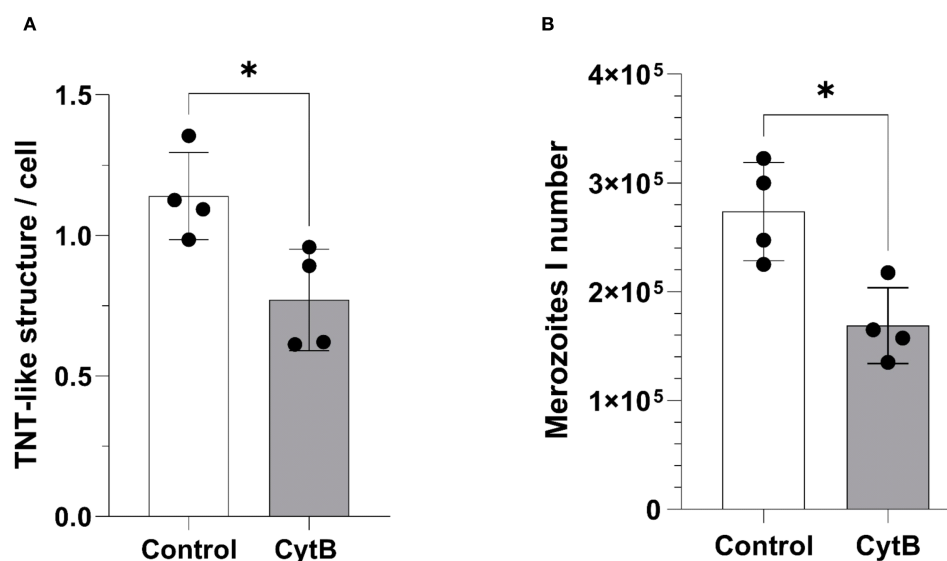 A
*
TNT-like structure / cell
1.5
1.0
0.5
0.0
Control
CytB
B
*
Merozoites I number
4×10⁵
3×10⁵
2×10⁵
1×10⁵
0
Control
CytB